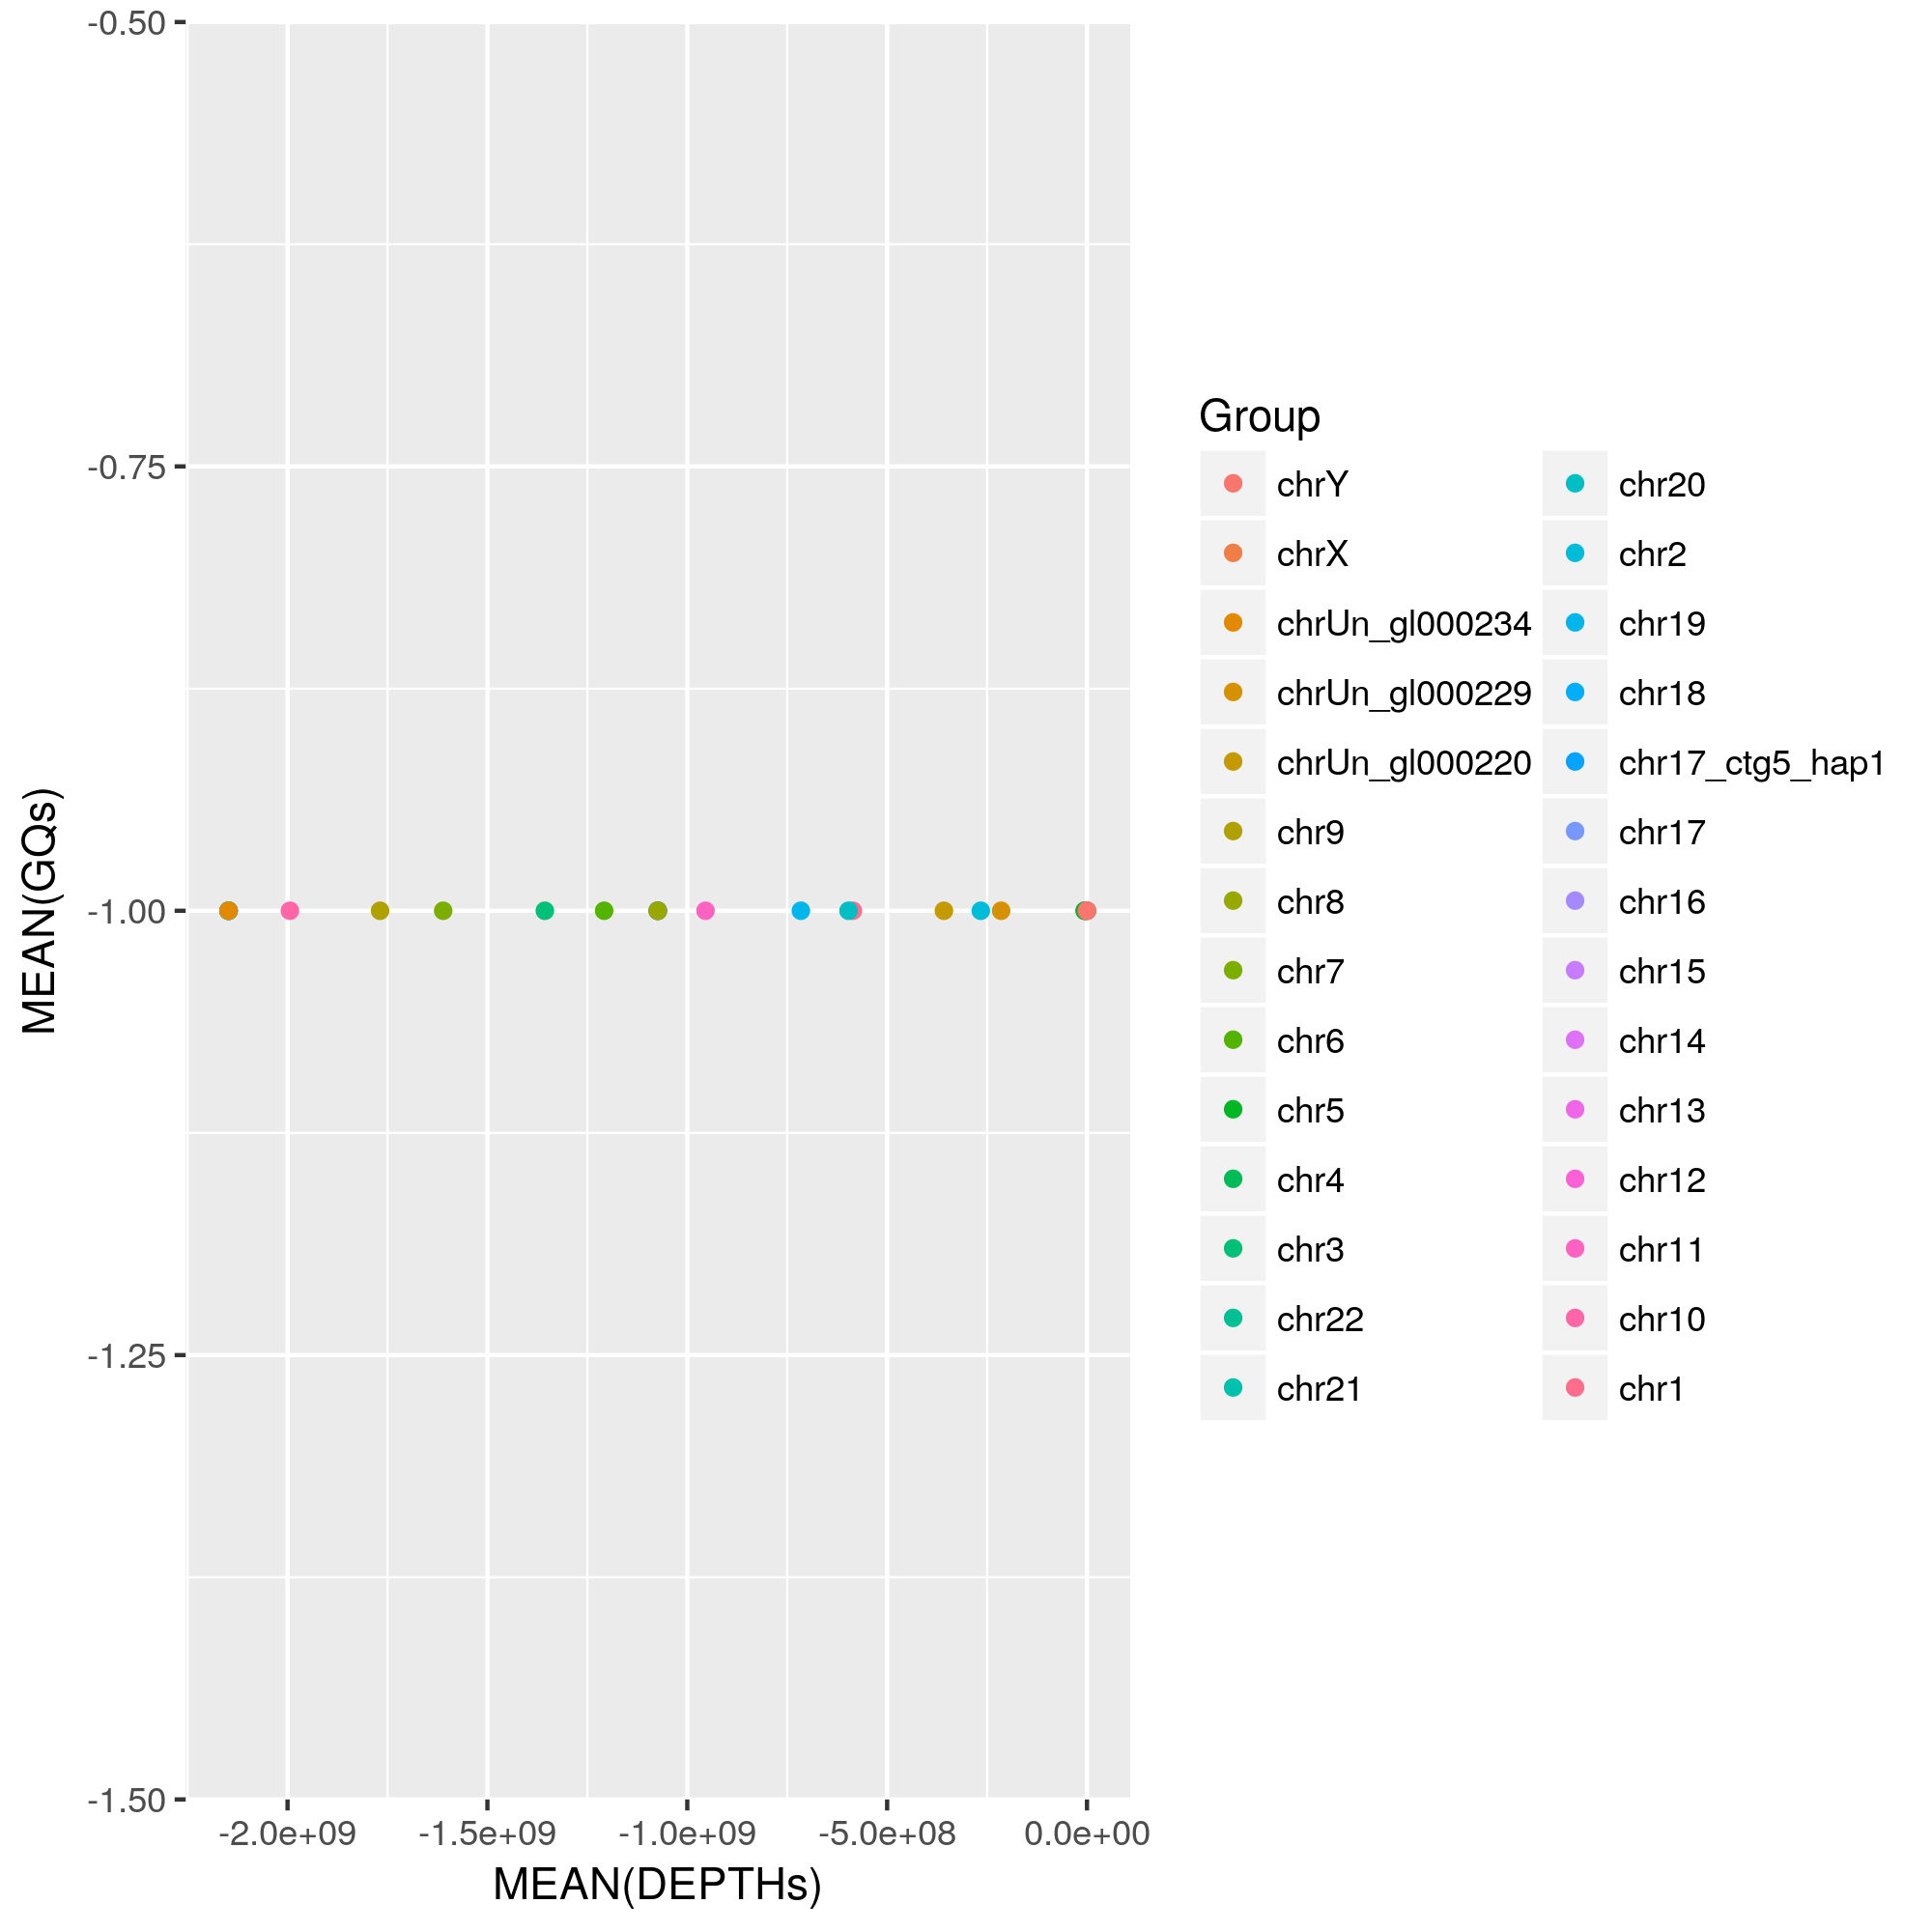 -0.50
-0.75
-1.00
-1.25
-1.50
MEAN(GQs)
-2.0e+09
-1.5e+09
-1.0e+09
-5.0e+08
0.0e+00
MEAN(DEPTHs)
Group
chrY
chrX
chrUn_gl000234
chrUn_gl000229
chrUn_gl000220
chr9
chr8
chr7
chr6
chr5
chr4
chr3
chr22
chr21
chr20
chr2
chr19
chr18
chr17_ctg5_hap1
chr17
chr16
chr15
chr14
chr13
chr12
chr11
chr10
chr1